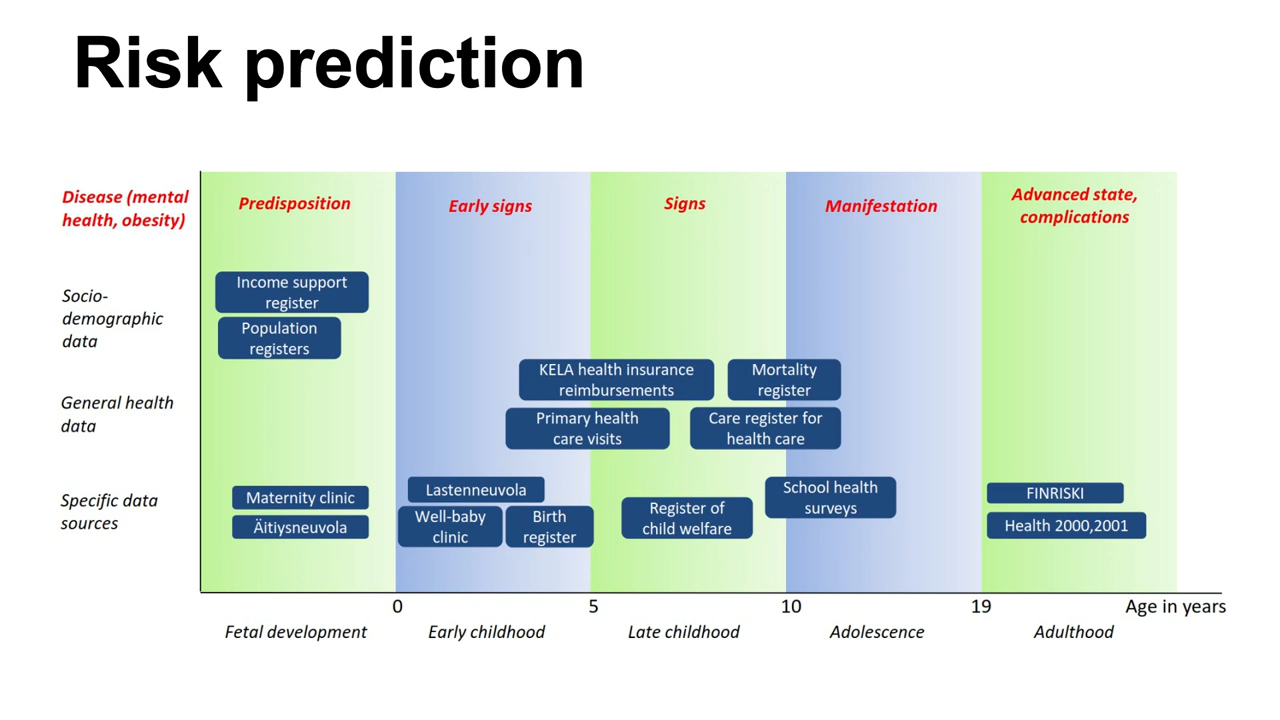 Risk prediction
Disease (mental
health, obesity)
Predisposition
Early signs
Signs
Manifestation
Advanced state,
complications
Socio-
demographic
data
Income support
register
Population
registers
General health
data
KELA health insurance
reimbursements
Mortality
register
Primary health
care visits
Care register for
health care
Specific data
sources
Maternity clinic
Äitiysneuvola
Lastenneuvola
Well-baby
clinic
Birth
register
Register of
child welfare
School health
surveys
FINRISKI
Health 2000,2001
0
5
10
19
Age in years
Fetal development
Early childhood
Late childhood
Adolescence
Adulthood